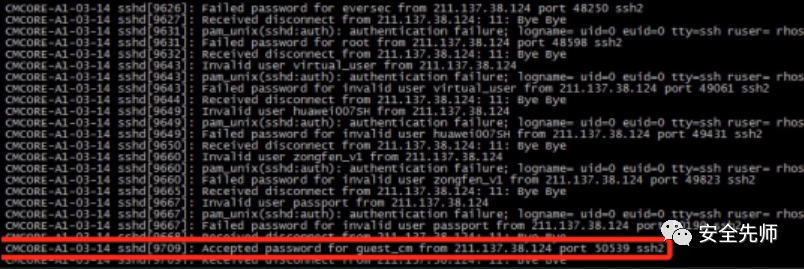 CMCORE-A1-03-14 sshd[9626]: Failed password for eversec from 211.137.38.124 port 48250 ssh2
CMCORE-A1-03-14 sshd[9627]: Received disconnect from 211.137.38.124: 11: Bye Bye
CMCORE-A1-03-14 sshd[9631]: pam_unix(sshd:auth): authentication failure; logname= uid=0 euid=0 tty=ssh ruser= rhos
CMCORE-A1-03-14 sshd[9631]: Failed password for root from 211.137.38.124 port 48598 ssh2
CMCORE-A1-03-14 sshd[9632]: Received disconnect from 211.137.38.124: 11: Bye Bye
CMCORE-A1-03-14 sshd[9643]: Invalid user virtual_user from 211.137.38.124
CMCORE-A1-03-14 sshd[9643]: pam_unix(sshd:auth): authentication failure; logname= uid=0 euid=0 tty=ssh ruser= rhos
CMCORE-A1-03-14 sshd[9643]: Failed password for invalid user virtual_user from 211.137.38.124 port 49061 ssh2
CMCORE-A1-03-14 sshd[9644]: Received disconnect from 211.137.38.124: 11: Bye Bye
CMCORE-A1-03-14 sshd[9649]: Invalid user huawei007SH from 211.137.38.124
CMCORE-A1-03-14 sshd[9649]: pam_unix(sshd:auth): authentication failure; logname= uid=0 euid=0 tty=ssh ruser= rhos
CMCORE-A1-03-14 sshd[9649]: Failed password for invalid user huawei007SH from 211.137.38.124 port 49431 ssh2
CMCORE-A1-03-14 sshd[9650]: Received disconnect from 211.137.38.124: 11: Bye Bye
CMCORE-A1-03-14 sshd[9660]: Invalid user zongfen_v1 from 211.137.38.124
CMCORE-A1-03-14 sshd[9660]: pam_unix(sshd:auth): authentication failure; logname= uid=0 euid=0 tty=ssh ruser= rhos
CMCORE-A1-03-14 sshd[9660]: Failed password for invalid user zongfen_v1 from 211.137.38.124 port 49823 ssh2
CMCORE-A1-03-14 sshd[9665]: Received disconnect from 211.137.38.124: 11: Bye Bye
CMCORE-A1-03-14 sshd[9667]: Invalid user passport from 211.137.38.124
CMCORE-A1-03-14 sshd[9667]: pam_unix(sshd:auth): authentication failure; logname= uid=0 euid=0 tty=ssh ruser= rhos
CMCORE-A1-03-14 sshd[9667]: Failed password for invalid user passport from 211.137.38.124 port
CMCORE-A1-03-14 sshd[9668]: Received disconnect from 211.137.38.124: 11: Bye Bye
CMCORE-A1-03-14 sshd[9709]: Accepted password for guest_cm from 211.137.38.124 port 50539 ssh2
安全先师